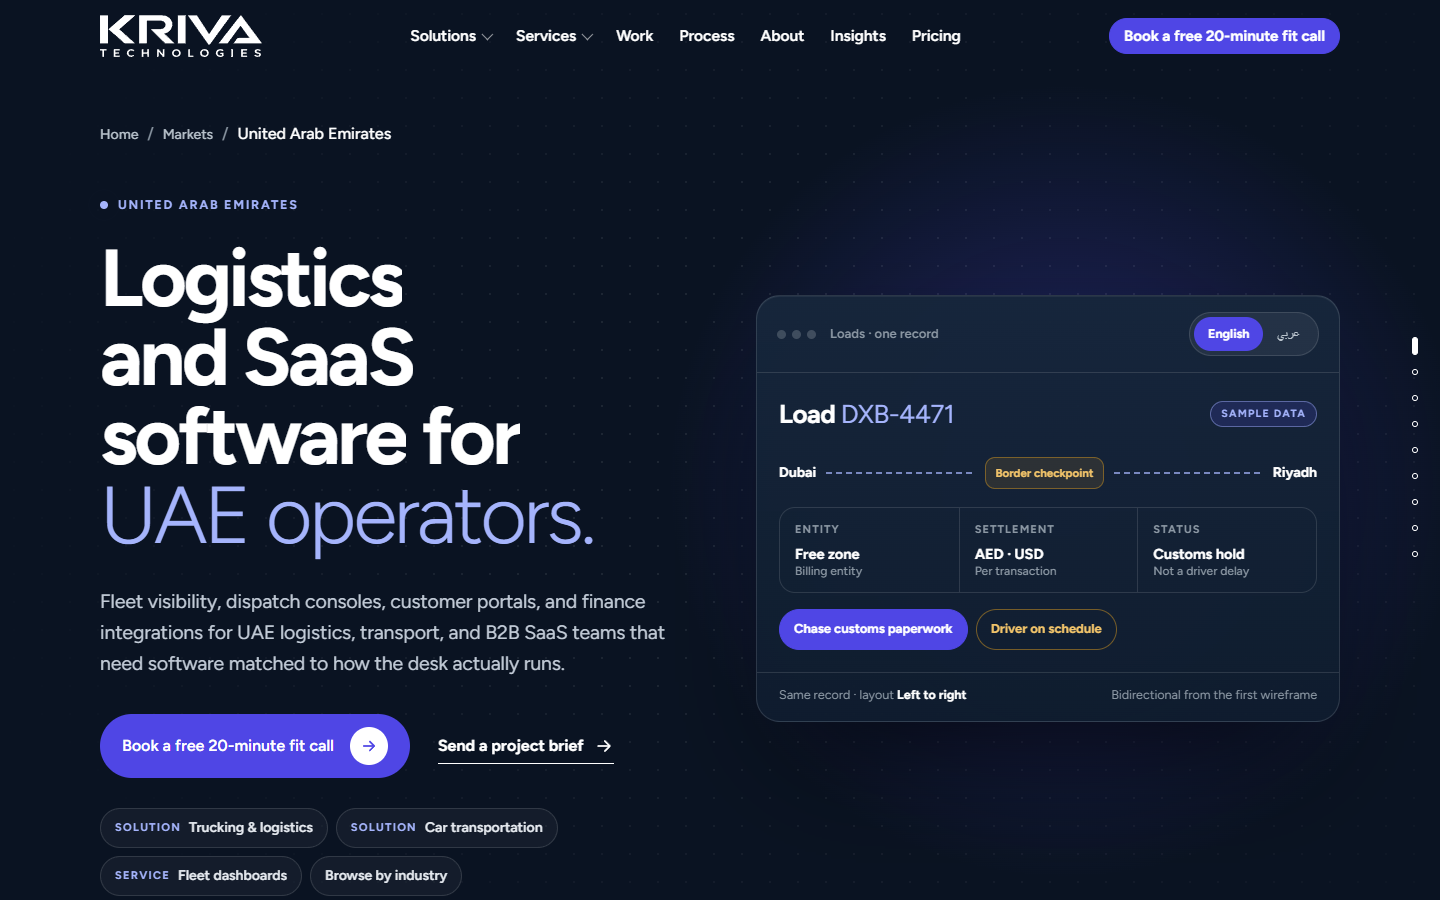 KRIVA
TECHNOLOGIES
Solutions Services Work Process About Insights Pricing
Book a free 20-minute fit call
Home / Markets / United Arab Emirates
UNITED ARAB EMIRATES
Logistics
and SaaS
software for
UAE operators.
Fleet visibility, dispatch consoles, customer portals, and finance
integrations for UAE logistics, transport, and B2B SaaS teams that
need software matched to how the desk actually runs.
Book a free 20-minute fit call
Send a project brief
SOLUTION Trucking & logistics
SOLUTION Car transportation
SERVICE Fleet dashboards
Browse by industry
Loads · one record
English عربي
Load DXB-4471
SAMPLE DATA
Dubai Border checkpoint Riyadh
ENTITY
Free zone
Billing entity
SETTLEMENT
AED · USD
Per transaction
STATUS
Customs hold
Not a driver delay
Chase customs paperwork
Driver on schedule
Same record · layout Left to right
Bidirectional from the first wireframe